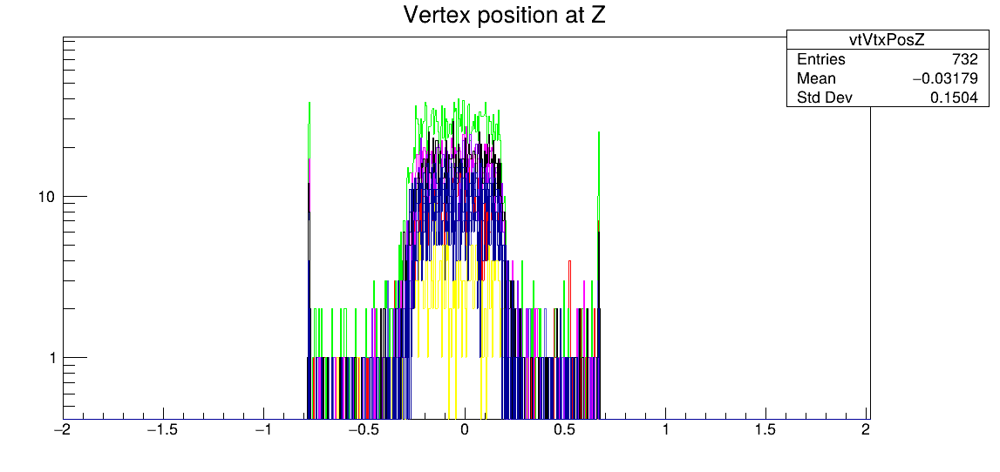 Vertex position at Z
vtVtxPosZ
Entries 732
Mean −0.03179
Std Dev 0.1504
10
1
−2 −1.5 −1 −0.5 0 0.5 1 1.5 2